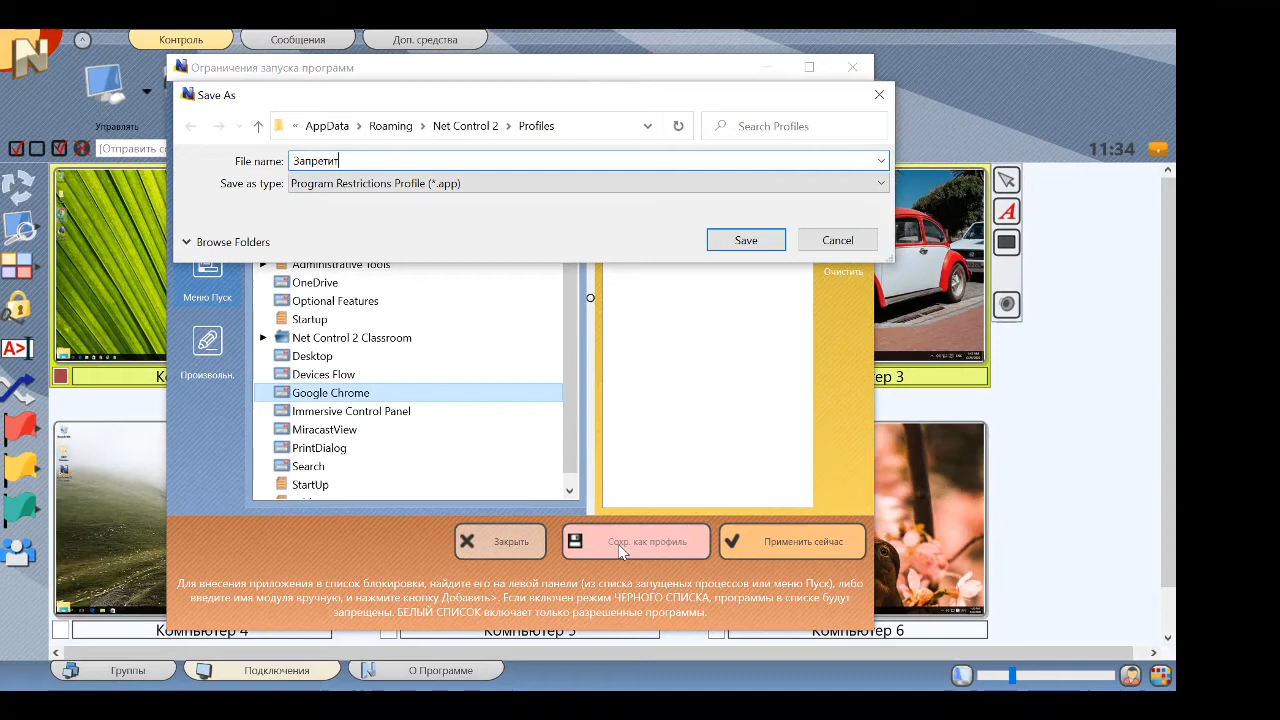 Контроль
Сообщения
Доп. средства
Ограничения запуска программ
Save As
« AppData > Roaming > Net Control 2 > Profiles
Search Profiles
Управлять
File name: Запретит
Save as type: Program Restrictions Profile (*.app)
11:34
Browse Folders
Save
Cancel
Administrative Tools
OneDrive
Optional Features
Startup
Net Control 2 Classroom
Desktop
Devices Flow
Google Chrome
Immersive Control Panel
MiracastView
PrintDialog
Search
StartUp
Меню Пуск
Произвольн.
Очистить
Закрыть
Сохр. как профиль
Применить сейчас
Для внесения приложения в список блокировки, найдите его на левой панели (из списка запущеных процессов или меню Пуск), либо
введите имя модуля вручную, и нажмите кнопку Добавить>. Если включен режим ЧЕРНОГО СПИСКА, программы в списке будут
запрещены. БЕЛЫЙ СПИСОК включает только разрешенные программы.
Компьютер 4
Компьютер 5
Компьютер 6
Группы
Подключения
О Программе